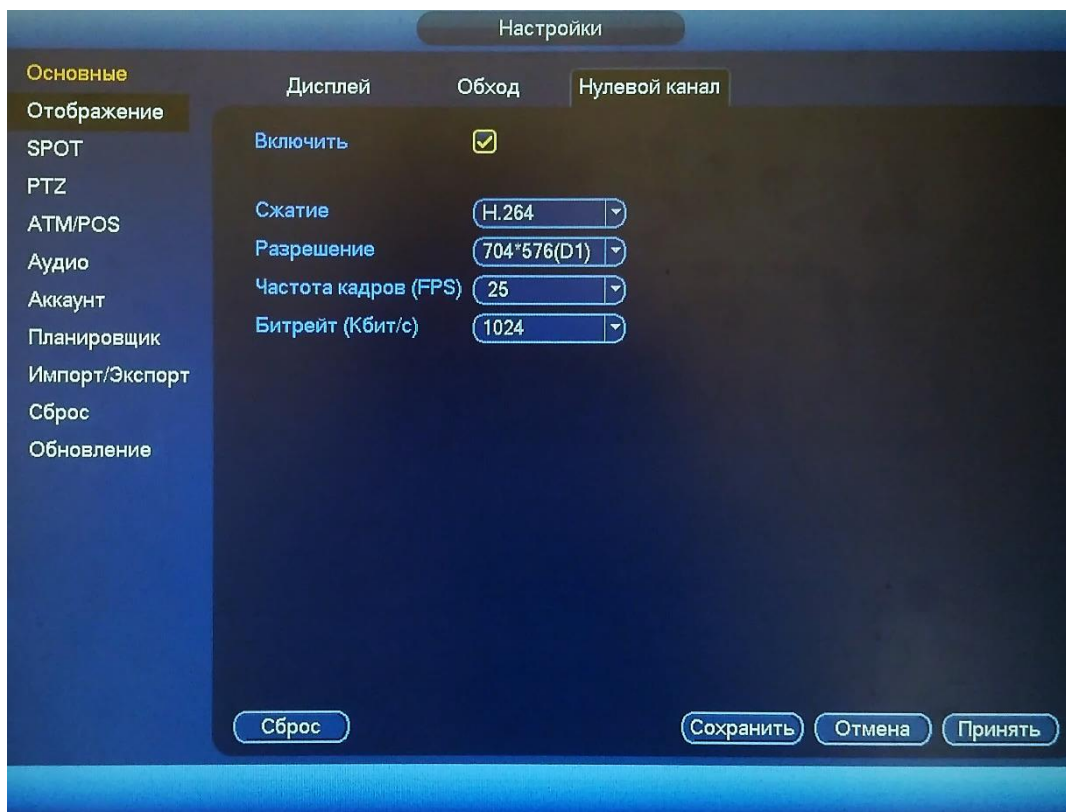 Настройки
Основные
Отображение
SPOT
PTZ
ATM/POS
Аудио
Аккаунт
Планировщик
Импорт/Экспорт
Сброс
Обновление
Дисплей Обход Нулевой канал
Включить
Сжатие H.264
Разрешение 704*576(D1)
Частота кадров (FPS) 25
Битрейт (Кбит/с) 1024
Сброс Сохранить Отмена Принять